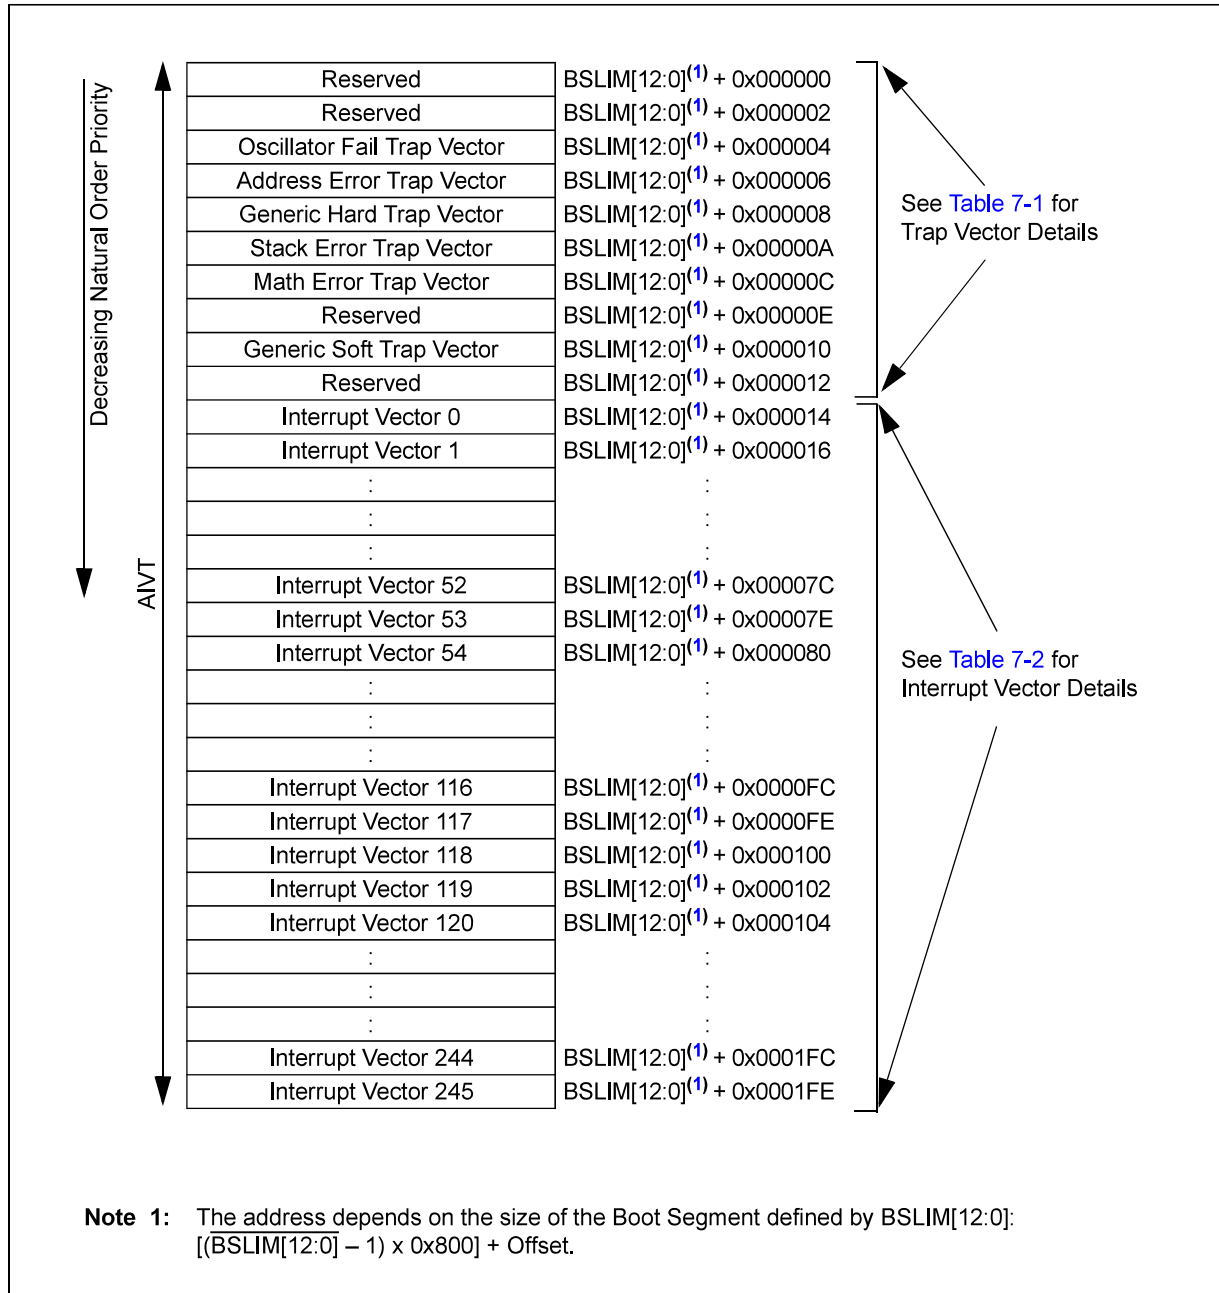 Decreasing Natural Order Priority
AIVT
Reserved BSLIM[12:0](1) + 0x000000
Reserved BSLIM[12:0](1) + 0x000002
Oscillator Fail Trap Vector BSLIM[12:0](1) + 0x000004
Address Error Trap Vector BSLIM[12:0](1) + 0x000006
Generic Hard Trap Vector BSLIM[12:0](1) + 0x000008
Stack Error Trap Vector BSLIM[12:0](1) + 0x00000A
Math Error Trap Vector BSLIM[12:0](1) + 0x00000C
Reserved BSLIM[12:0](1) + 0x00000E
Generic Soft Trap Vector BSLIM[12:0](1) + 0x000010
Reserved BSLIM[12:0](1) + 0x000012
Interrupt Vector 0 BSLIM[12:0](1) + 0x000014
Interrupt Vector 1 BSLIM[12:0](1) + 0x000016
: :
: :
: :
Interrupt Vector 52 BSLIM[12:0](1) + 0x00007C
Interrupt Vector 53 BSLIM[12:0](1) + 0x00007E
Interrupt Vector 54 BSLIM[12:0](1) + 0x000080
: :
: :
: :
Interrupt Vector 116 BSLIM[12:0](1) + 0x0000FC
Interrupt Vector 117 BSLIM[12:0](1) + 0x0000FE
Interrupt Vector 118 BSLIM[12:0](1) + 0x000100
Interrupt Vector 119 BSLIM[12:0](1) + 0x000102
Interrupt Vector 120 BSLIM[12:0](1) + 0x000104
: :
: :
: :
Interrupt Vector 244 BSLIM[12:0](1) + 0x0001FC
Interrupt Vector 245 BSLIM[12:0](1) + 0x0001FE
See Table 7-1 for
Trap Vector Details
See Table 7-2 for
Interrupt Vector Details
Note 1: The address depends on the size of the Boot Segment defined by BSLIM[12:0]:
[(B̅S̅L̅I̅M̅[̅1̅2̅:̅0̅]̅ – 1) x 0x800] + Offset.